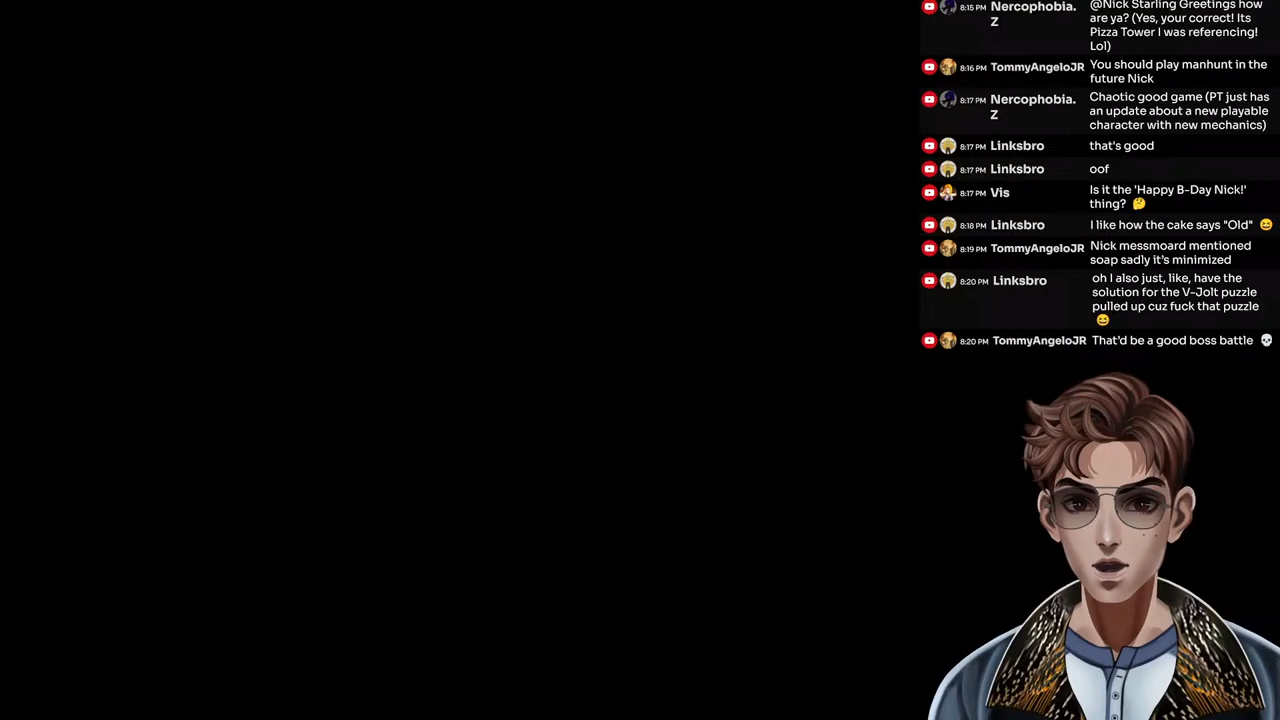 8:15 PM Nercophobia. @Nick Starling Greetings how
Z are ya? (Yes, your correct! Its
Pizza Tower I was referencing!
Lol)
8:16 PM TommyAngeloJR You should play manhunt in the
future Nick
8:17 PM Nercophobia. Chaotic good game (PT just has
Z an update about a new playable
character with new mechanics)
8:17 PM Linksbro that's good
8:17 PM Linksbro oof
8:17 PM Vis Is it the 'Happy B-Day Nick!'
thing? 🤔
8:18 PM Linksbro I like how the cake says "Old" 😆
8:19 PM TommyAngeloJR Nick messmoard mentioned
soap sadly it's minimized
8:20 PM Linksbro oh I also just, like, have the
solution for the V-Jolt puzzle
pulled up cuz fuck that puzzle
😆
8:20 PM TommyAngeloJR That'd be a good boss battle 💀